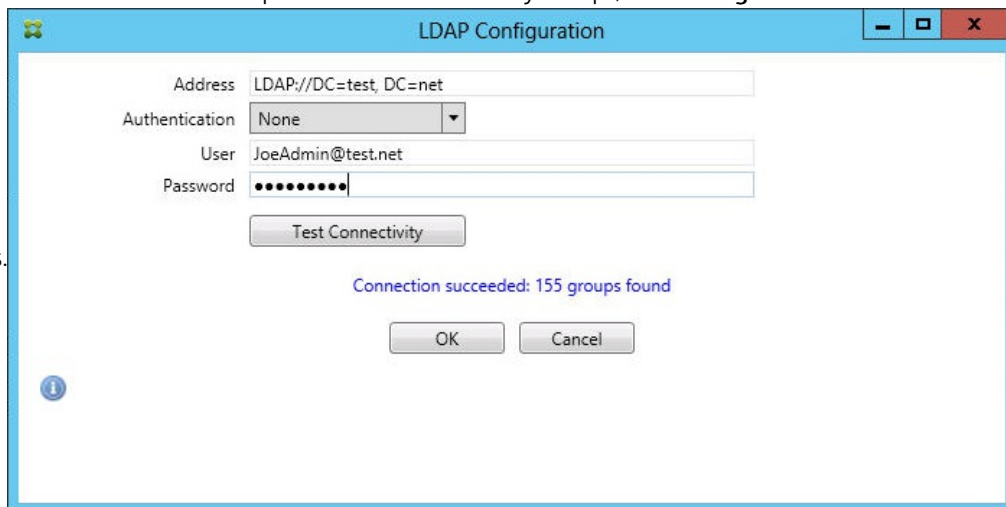 LDAP Configuration
Address LDAP://DC=test, DC=net
Authentication None
User JoeAdmin@test.net
Password •••••••••
Test Connectivity
s.
Connection succeeded: 155 groups found
OK Cancel